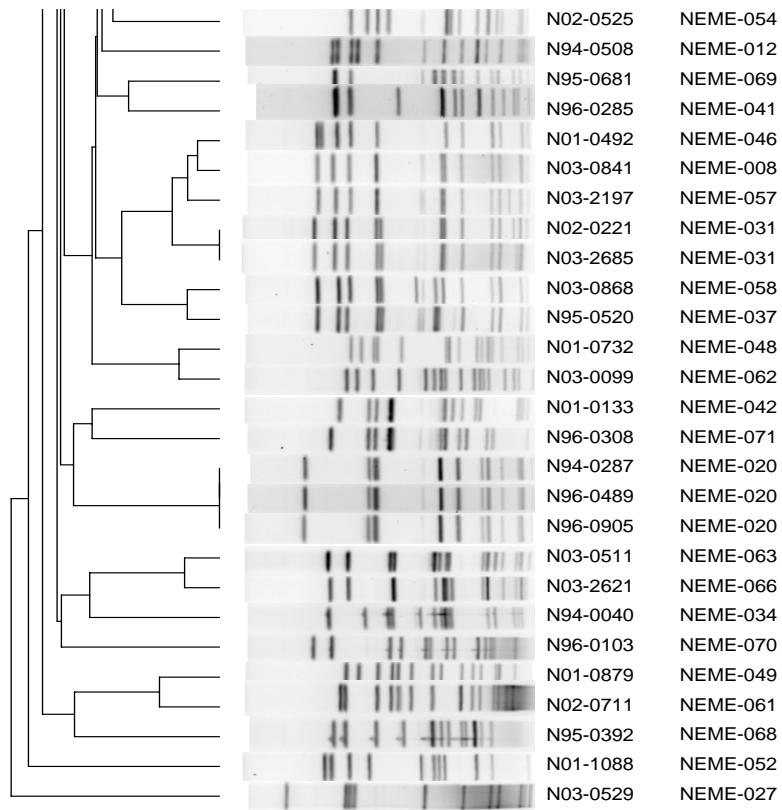 N02-0525 NEME-054
N94-0508 NEME-012
N95-0681 NEME-069
N96-0285 NEME-041
N01-0492 NEME-046
N03-0841 NEME-008
N03-2197 NEME-057
N02-0221 NEME-031
N03-2685 NEME-031
N03-0868 NEME-058
N95-0520 NEME-037
N01-0732 NEME-048
N03-0099 NEME-062
N01-0133 NEME-042
N96-0308 NEME-071
N94-0287 NEME-020
N96-0489 NEME-020
N96-0905 NEME-020
N03-0511 NEME-063
N03-2621 NEME-066
N94-0040 NEME-034
N96-0103 NEME-070
N01-0879 NEME-049
N02-0711 NEME-061
N95-0392 NEME-068
N01-1088 NEME-052
N03-0529 NEME-027